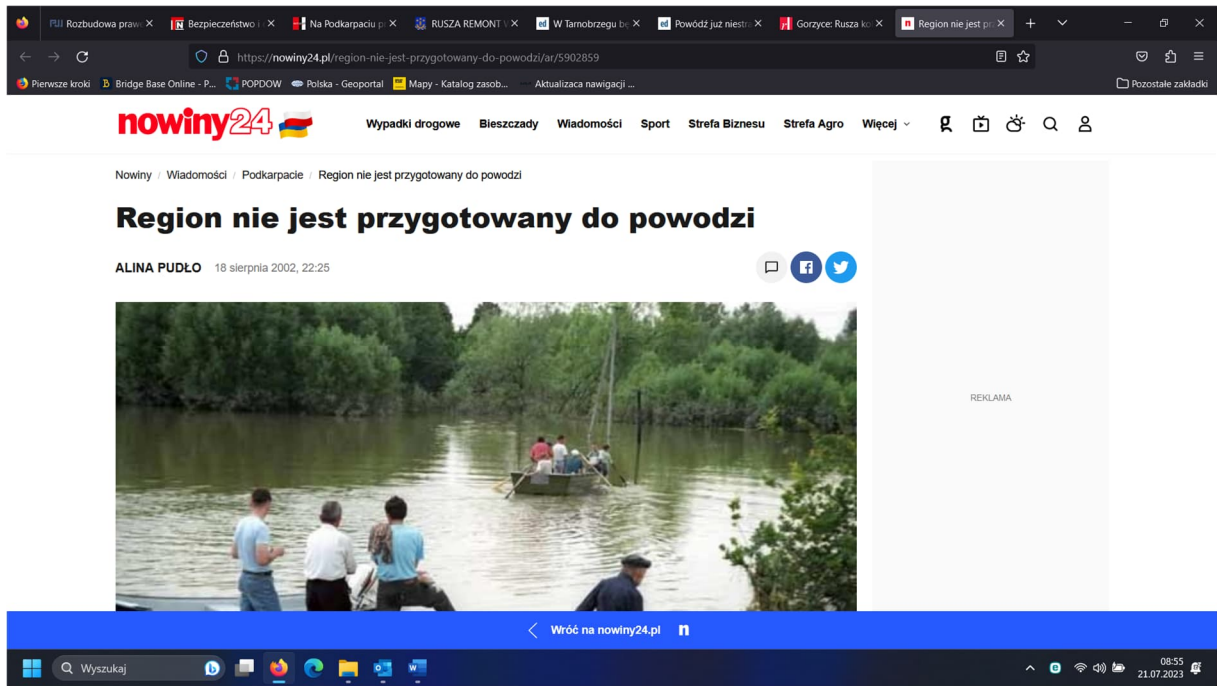 Rozbudowa praw
Bezpieczeństwo i
Na Podkarpaciu p
RUSZA REMONT
W Tarnobrzegu bę
Powódź już niestr
Gorzyce: Rusza ko
Region nie jest pr
https://nowiny24.pl/region-nie-jest-przygotowany-do-powodzi/ar/5902859
Pierwsze kroki
Bridge Base Online - P...
POPDOW
Polska - Geoportal
Mapy - Katalog zasob...
Aktualizaca nawigacji ...
Pozostałe zakładki
nowiny24
Wypadki drogowe Bieszczady Wiadomości Sport Strefa Biznesu Strefa Agro Więcej
Nowiny / Wiadomości / Podkarpacie / Region nie jest przygotowany do powodzi
Region nie jest przygotowany do powodzi
ALINA PUDŁO 18 sierpnia 2002, 22:25
REKLAMA
Wróć na nowiny24.pl n
Wyszukaj
08:55
21.07.2023